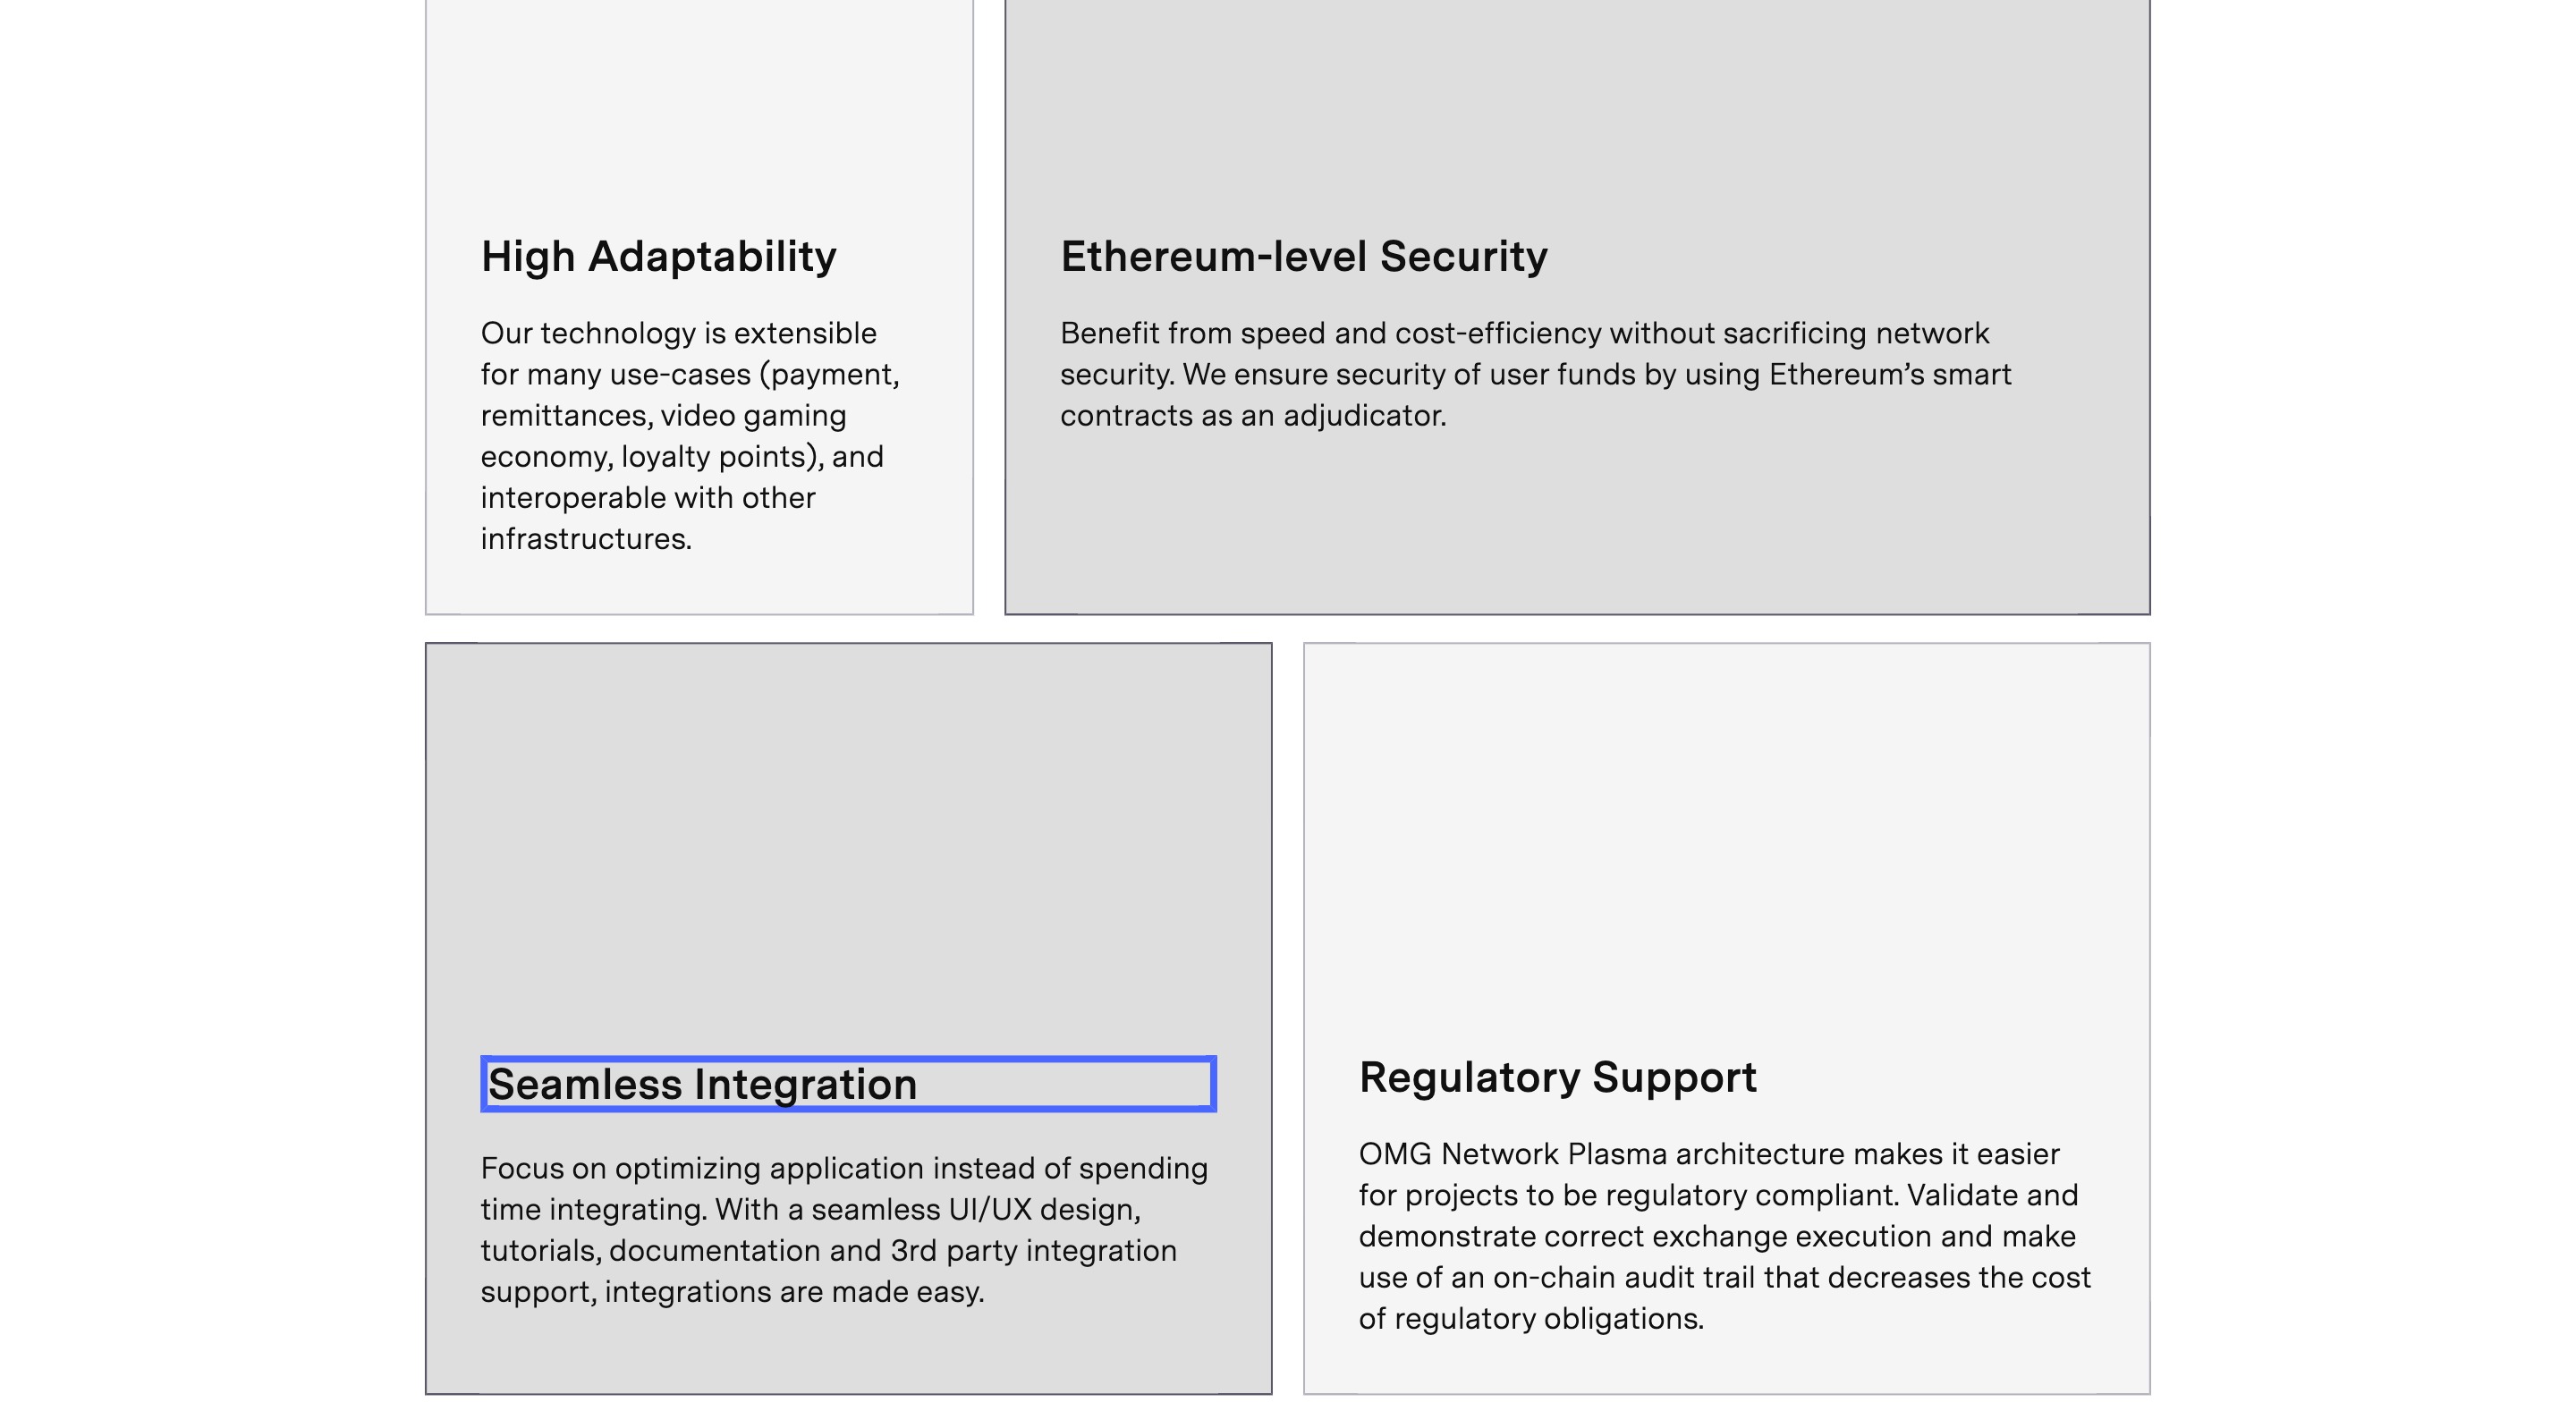 High Adaptability
Our technology is extensible
for many use-cases (payment,
remittances, video gaming
economy, loyalty points), and
interoperable with other
infrastructures.
Ethereum-level Security
Benefit from speed and cost-efficiency without sacrificing network
security. We ensure security of user funds by using Ethereum’s smart
contracts as an adjudicator.
Seamless Integration
Focus on optimizing application instead of spending
time integrating. With a seamless UI/UX design,
tutorials, documentation and 3rd party integration
support, integrations are made easy.
Regulatory Support
OMG Network Plasma architecture makes it easier
for projects to be regulatory compliant. Validate and
demonstrate correct exchange execution and make
use of an on-chain audit trail that decreases the cost
of regulatory obligations.